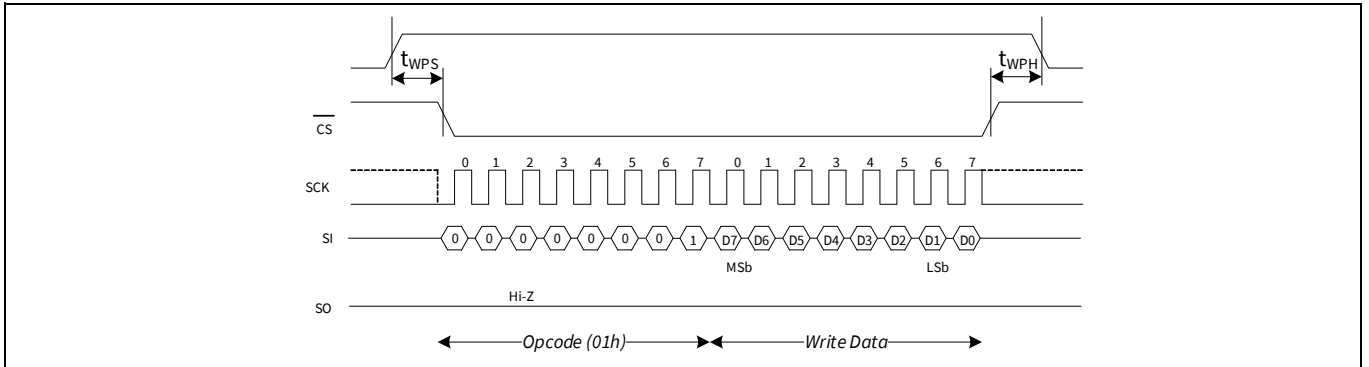 tWPS tWPH
CS
0 1 2 3 4 5 6 7 0 1 2 3 4 5 6 7
SCK
SI 0 0 0 0 0 0 0 1 D7 D6 D5 D4 D3 D2 D1 D0
MSb LSb
Hi-Z
SO
Opcode (01h) Write Data